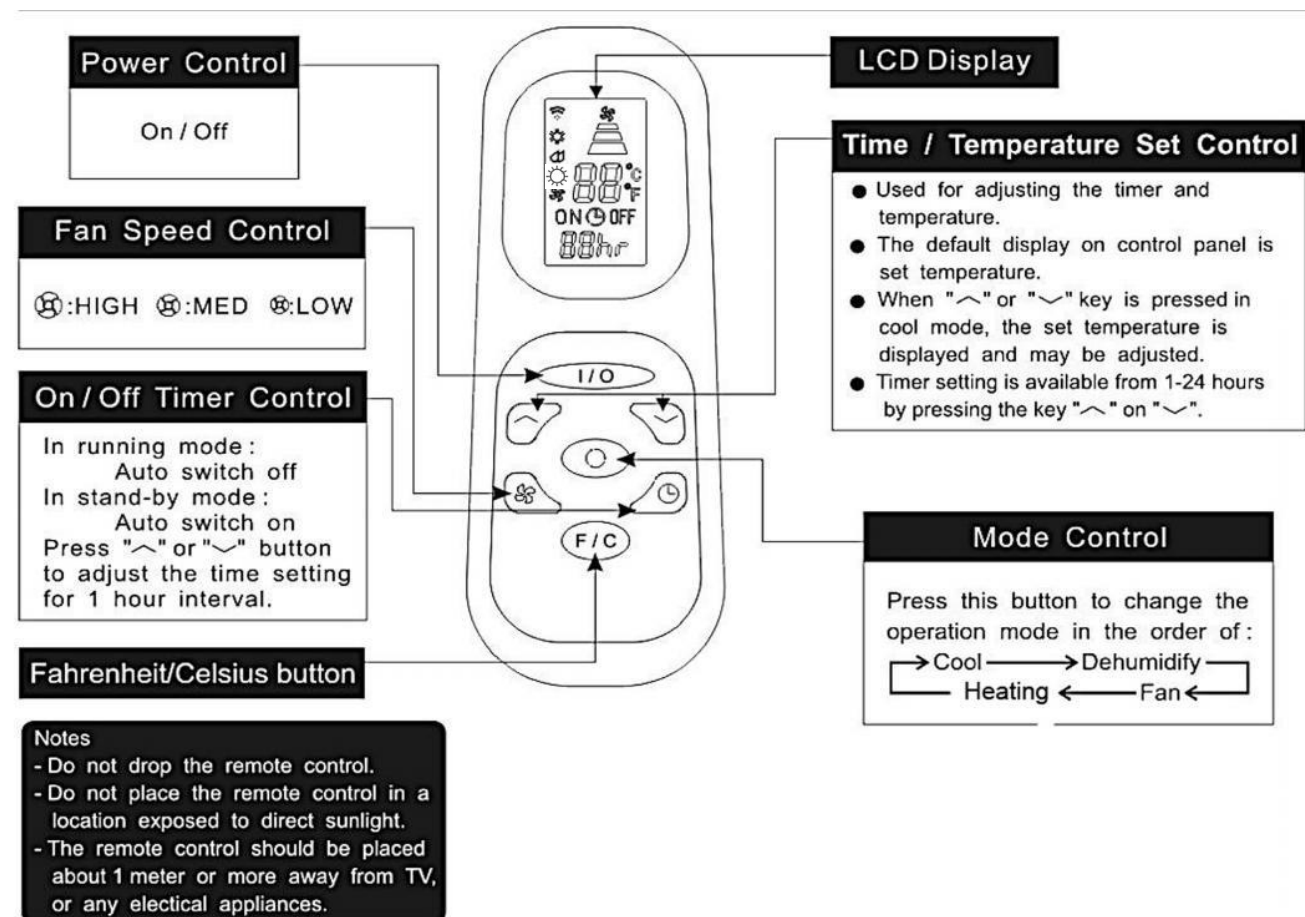 Power Control
On / Off
Fan Speed Control
:HIGH :MED :LOW
On / Off Timer Control
In running mode :
Auto switch off
In stand-by mode :
Auto switch on
Press "︿" or "﹀" button
to adjust the time setting
for 1 hour interval.
Fahrenheit/Celsius button
Notes
- Do not drop the remote control.
- Do not place the remote control in a
location exposed to direct sunlight.
- The remote control should be placed
about 1 meter or more away from TV,
or any electical appliances.
88 °C
°F
ON OFF
88hr
I / O
F / C
LCD Display
Time / Temperature Set Control
● Used for adjusting the timer and
temperature.
● The default display on control panel is
set temperature.
● When "︿" or "﹀" key is pressed in
cool mode, the set temperature is
displayed and may be adjusted.
● Timer setting is available from 1-24 hours
by pressing the key "︿" on "﹀".
Mode Control
Press this button to change the
operation mode in the order of :
Cool → Dehumidify
Heating ← Fan